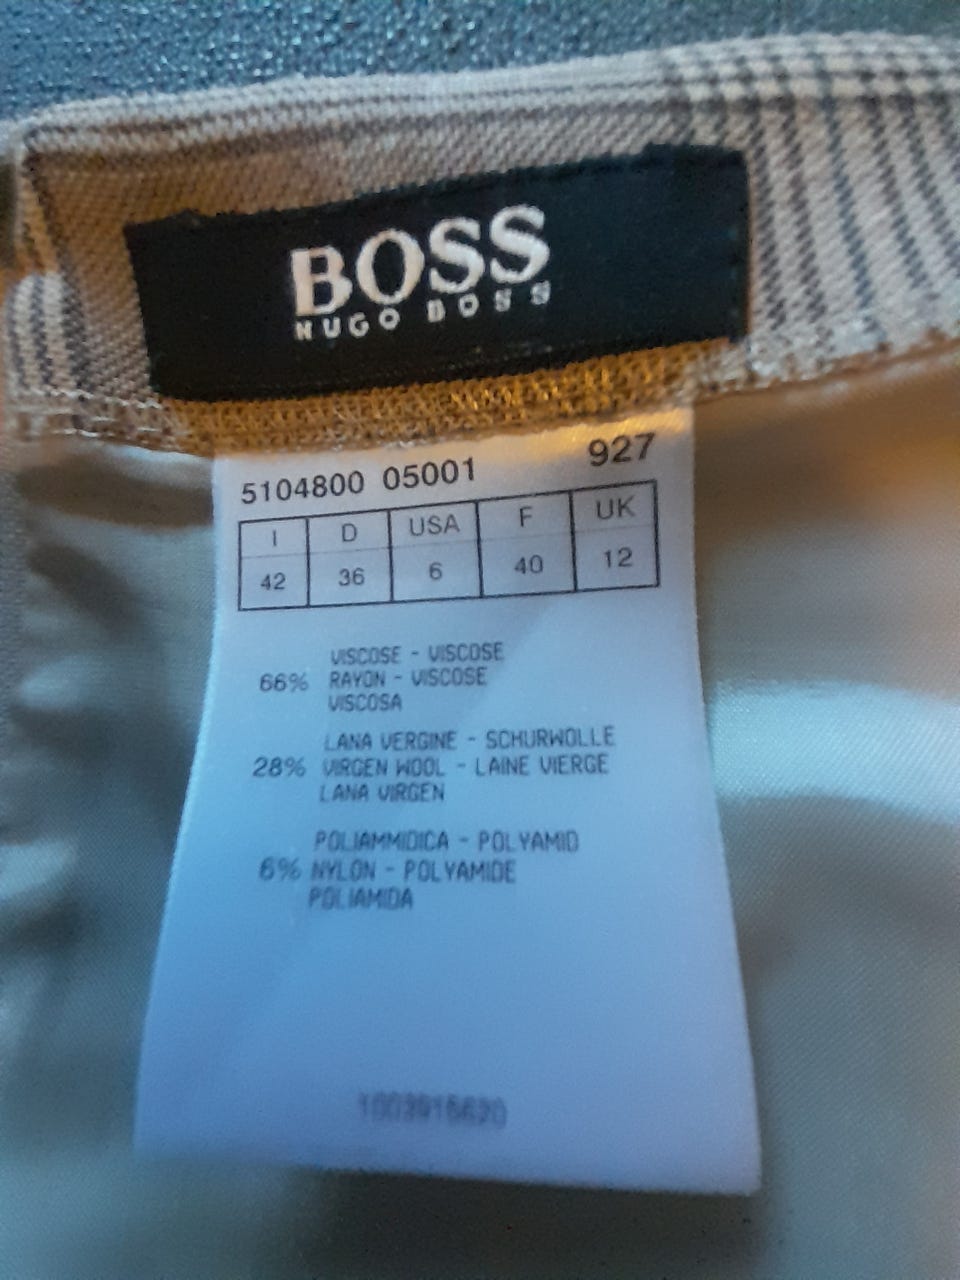 BOSS
HUGO BOSS
5104800 05001 927
I D USA F UK
42 36 6 40 12
VISCOSE - VISCOSE
66% RAYON - VISCOSE
VISCOSA
LANA VERGINE - SCHURWOLLE
28% VIRGEN WOOL - LAINE VIERGE
LANA VIRGEN
POLIAMMIDICA - POLYAMID
6% NYLON - POLYAMIDE
POLIAMIDA